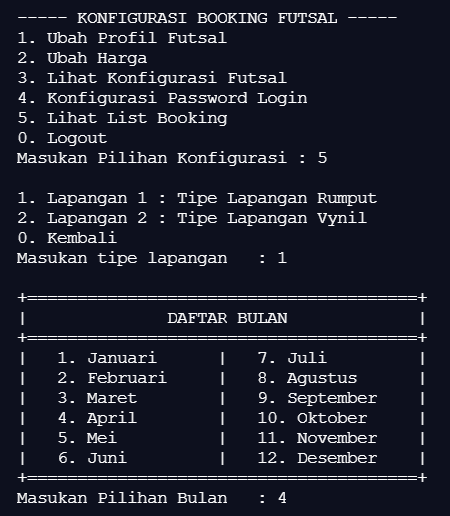 ----- KONFIGURASI BOOKING FUTSAL -----
1. Ubah Profil Futsal
2. Ubah Harga
3. Lihat Konfigurasi Futsal
4. Konfigurasi Password Login
5. Lihat List Booking
0. Logout
Masukan Pilihan Konfigurasi : 5

1. Lapangan 1 : Tipe Lapangan Rumput
2. Lapangan 2 : Tipe Lapangan Vynil
0. Kembali
Masukan tipe lapangan   : 1

+=======================================+
|              DAFTAR BULAN             |
+=======================================+
|   1. Januari      |   7. Juli         |
|   2. Februari     |   8. Agustus      |
|   3. Maret        |   9. September    |
|   4. April        |   10. Oktober     |
|   5. Mei          |   11. November    |
|   6. Juni         |   12. Desember    |
+=======================================+
Masukan Pilihan Bulan   : 4